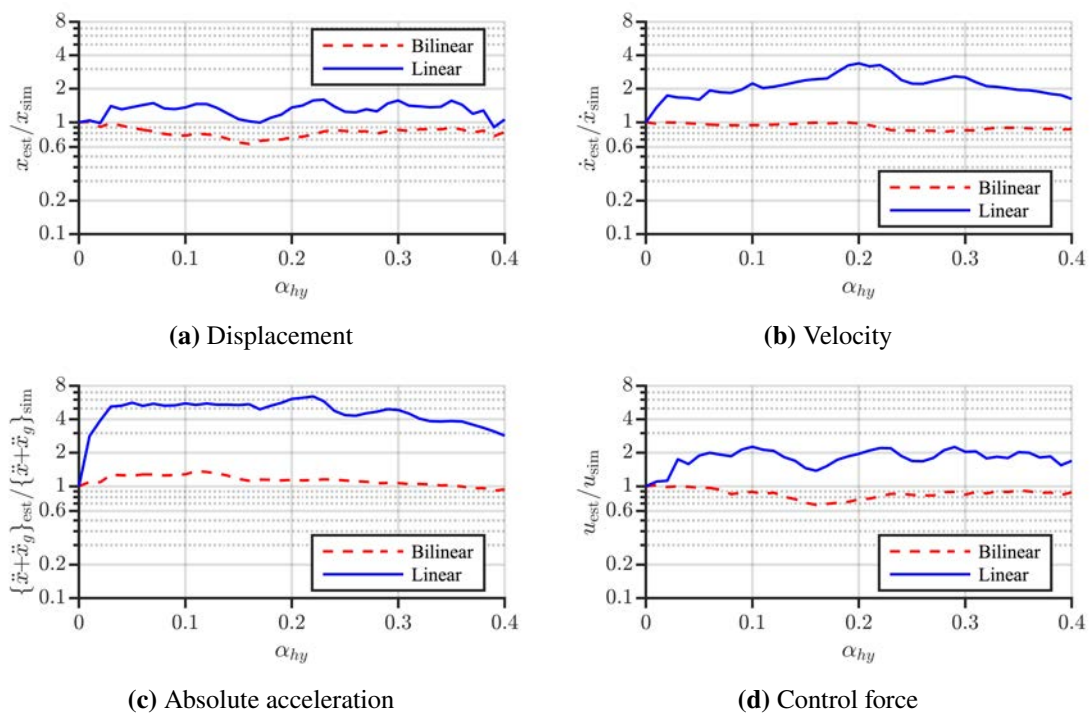 8
4
2
1
0.6
0.2
0.1
x_est/x_sim
Bilinear
Linear
0
0.1
0.2
0.3
0.4
α_hy
(a) Displacement
8
4
2
1
0.6
0.2
0.1
ẋ_est/ẋ_sim
Bilinear
Linear
0
0.1
0.2
0.3
0.4
α_hy
(b) Velocity
8
4
2
1
0.6
0.2
0.1
{ẍ+ẍ_g}_est/{ẍ+ẍ_g}_sim
Bilinear
Linear
0
0.1
0.2
0.3
0.4
α_hy
(c) Absolute acceleration
8
4
2
1
0.6
0.2
0.1
u_est/u_sim
Bilinear
Linear
0
0.1
0.2
0.3
0.4
α_hy
(d) Control force